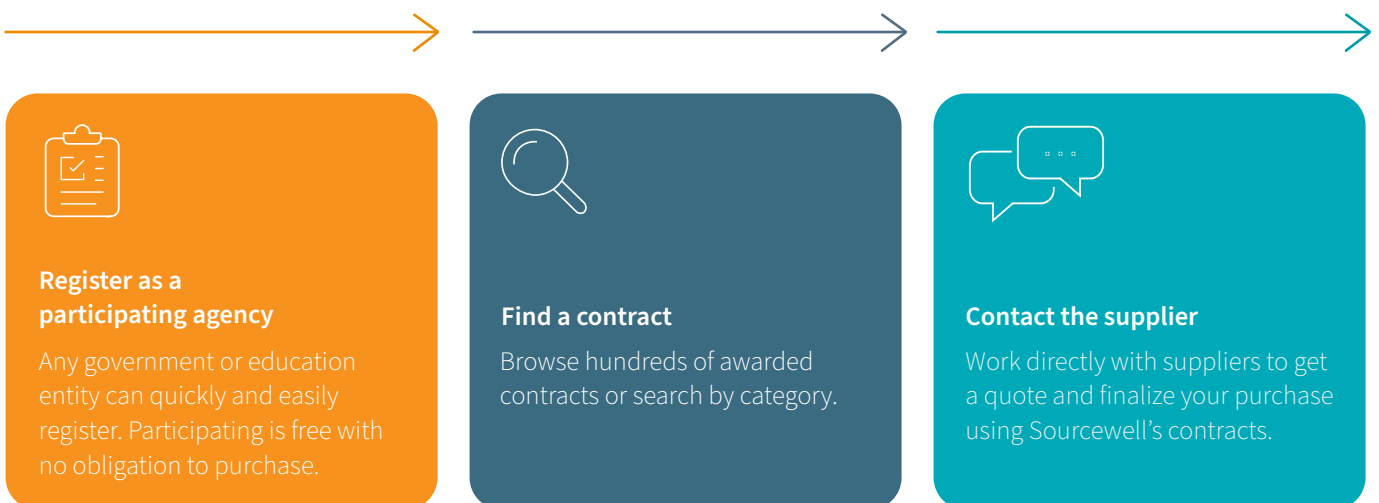 Register as a
participating agency
Any government or education
entity can quickly and easily
register. Participating is free with
no obligation to purchase.
Find a contract
Browse hundreds of awarded
contracts or search by category.
Contact the supplier
Work directly with suppliers to get
a quote and finalize your purchase
using Sourcewell’s contracts.